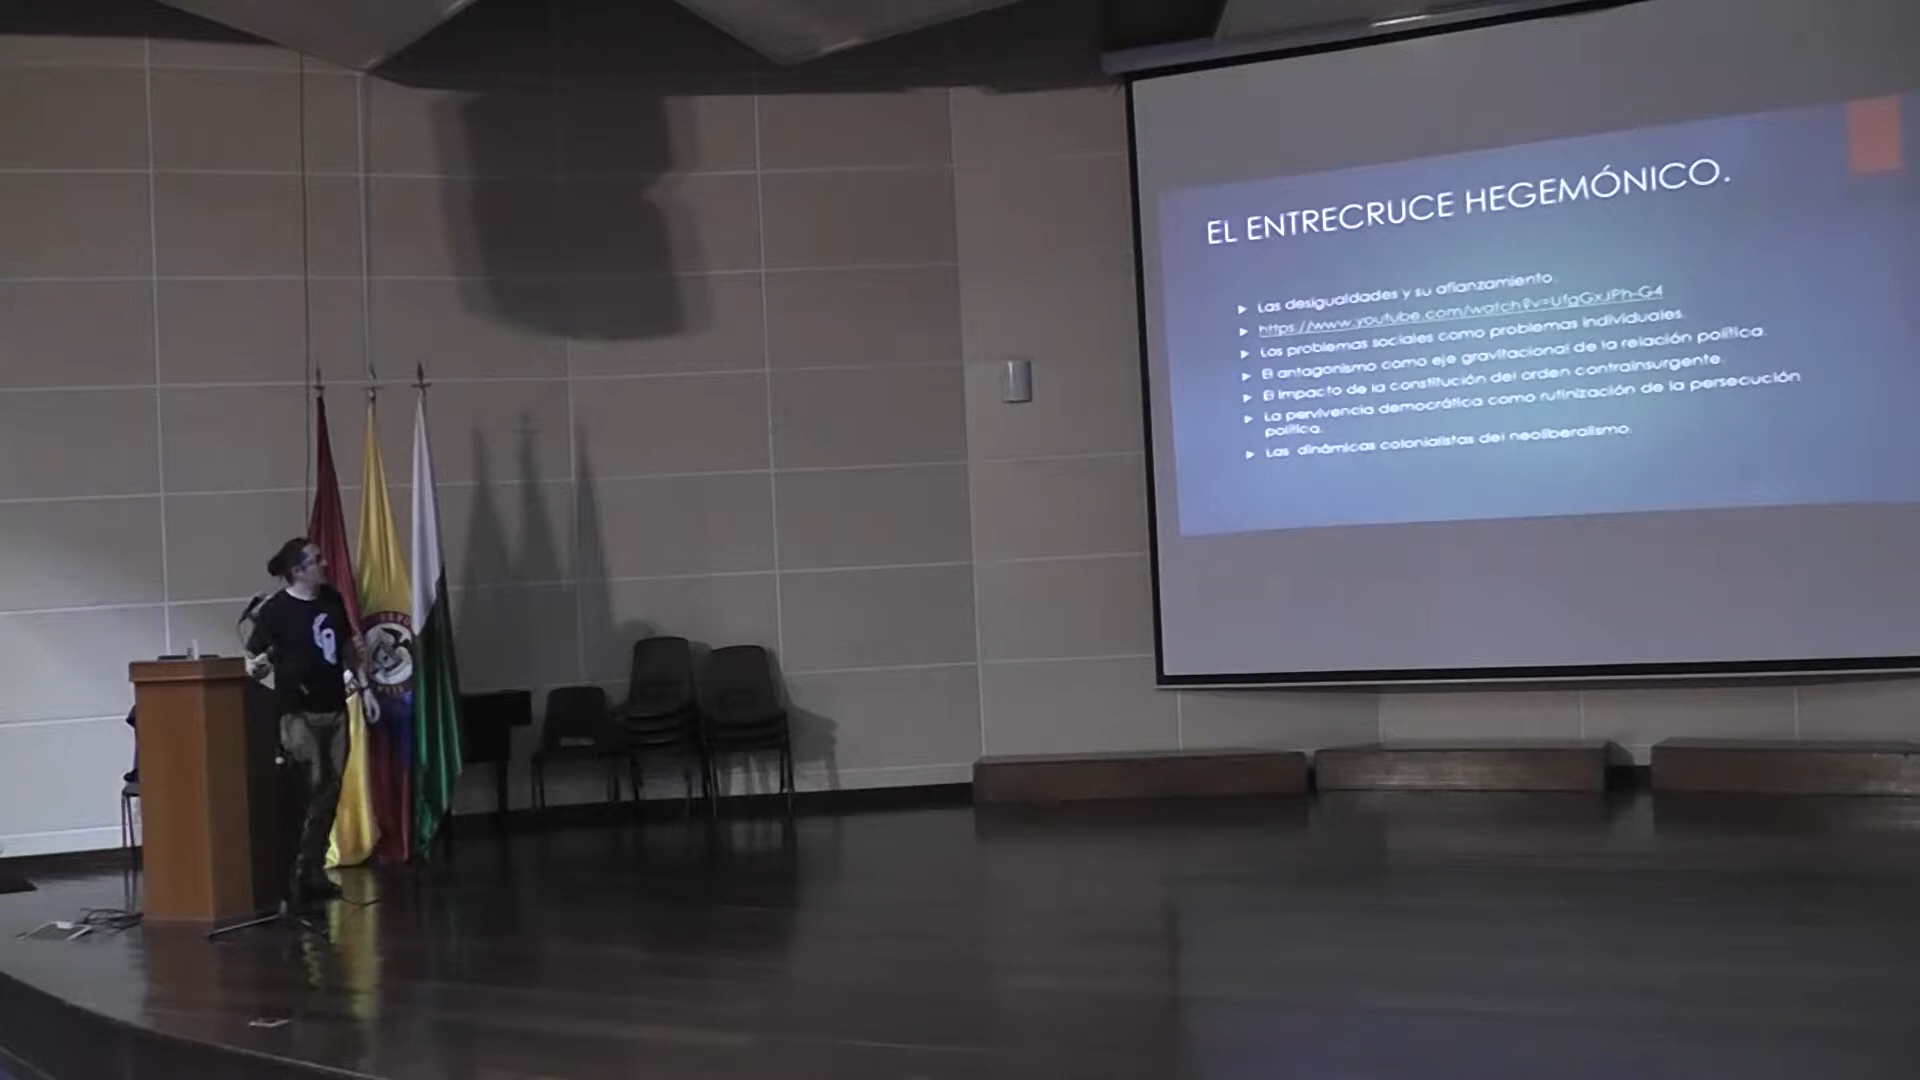 EL ENTRECRUCE HEGEMÓNICO.
Las desigualdades y su afianzamiento.
https://www.youtube.com/watch?v=UfgGxJPh-G4
Los problemas sociales como problemas individuales.
El antagonismo como eje gravitacional de la relación política.
El impacto de la constitución del orden contrainsurgente.
La pervivencia democrática como rutinización de la persecución
política.
Las dinámicas colonialistas del neoliberalismo.